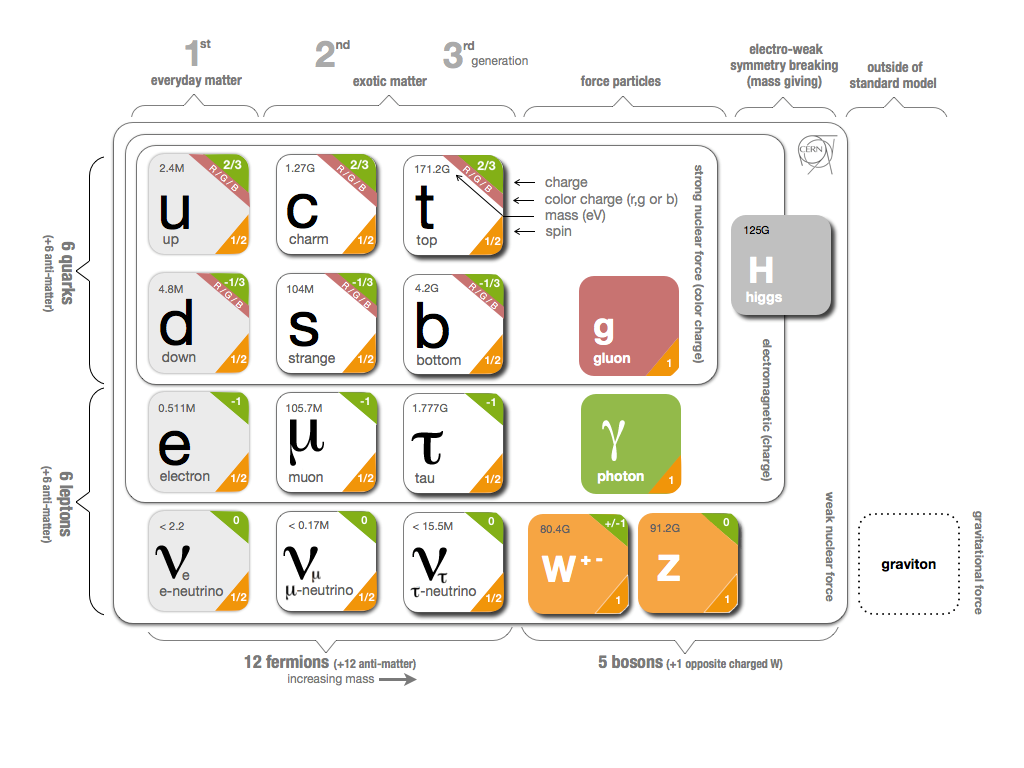 1st
2nd
3rd generation
everyday matter
exotic matter
force particles
electro-weak
symmetry breaking
(mass giving)
outside of
standard model
CERN
6 quarks
(+6 anti-matter)
2.4M
2/3
R/G/B
u
up
1/2
1.27G
2/3
R/G/B
c
charm
1/2
171.2G
2/3
R/G/B
t
top
1/2
charge
color charge (r,g or b)
mass (eV)
spin
strong nuclear force (color charge)
125G
H
higgs
4.8M
-1/3
R/G/B
d
down
1/2
104M
-1/3
R/G/B
s
strange
1/2
4.2G
-1/3
R/G/B
b
bottom
1/2
g
gluon
1
electromagnetic (charge)
6 leptons
(+6 anti-matter)
0.511M
-1
e
electron
1/2
105.7M
-1
μ
muon
1/2
1.777G
-1
τ
tau
1/2
γ
photon
1
weak nuclear force
< 2.2
0
νe
e-neutrino
1/2
< 0.17M
0
νμ
μ-neutrino
1/2
< 15.5M
0
ντ
τ-neutrino
1/2
80.4G
+/-1
W+-
1
91.2G
0
Z
1
graviton
gravitational force
12 fermions (+12 anti-matter)
increasing mass
5 bosons (+1 opposite charged W)